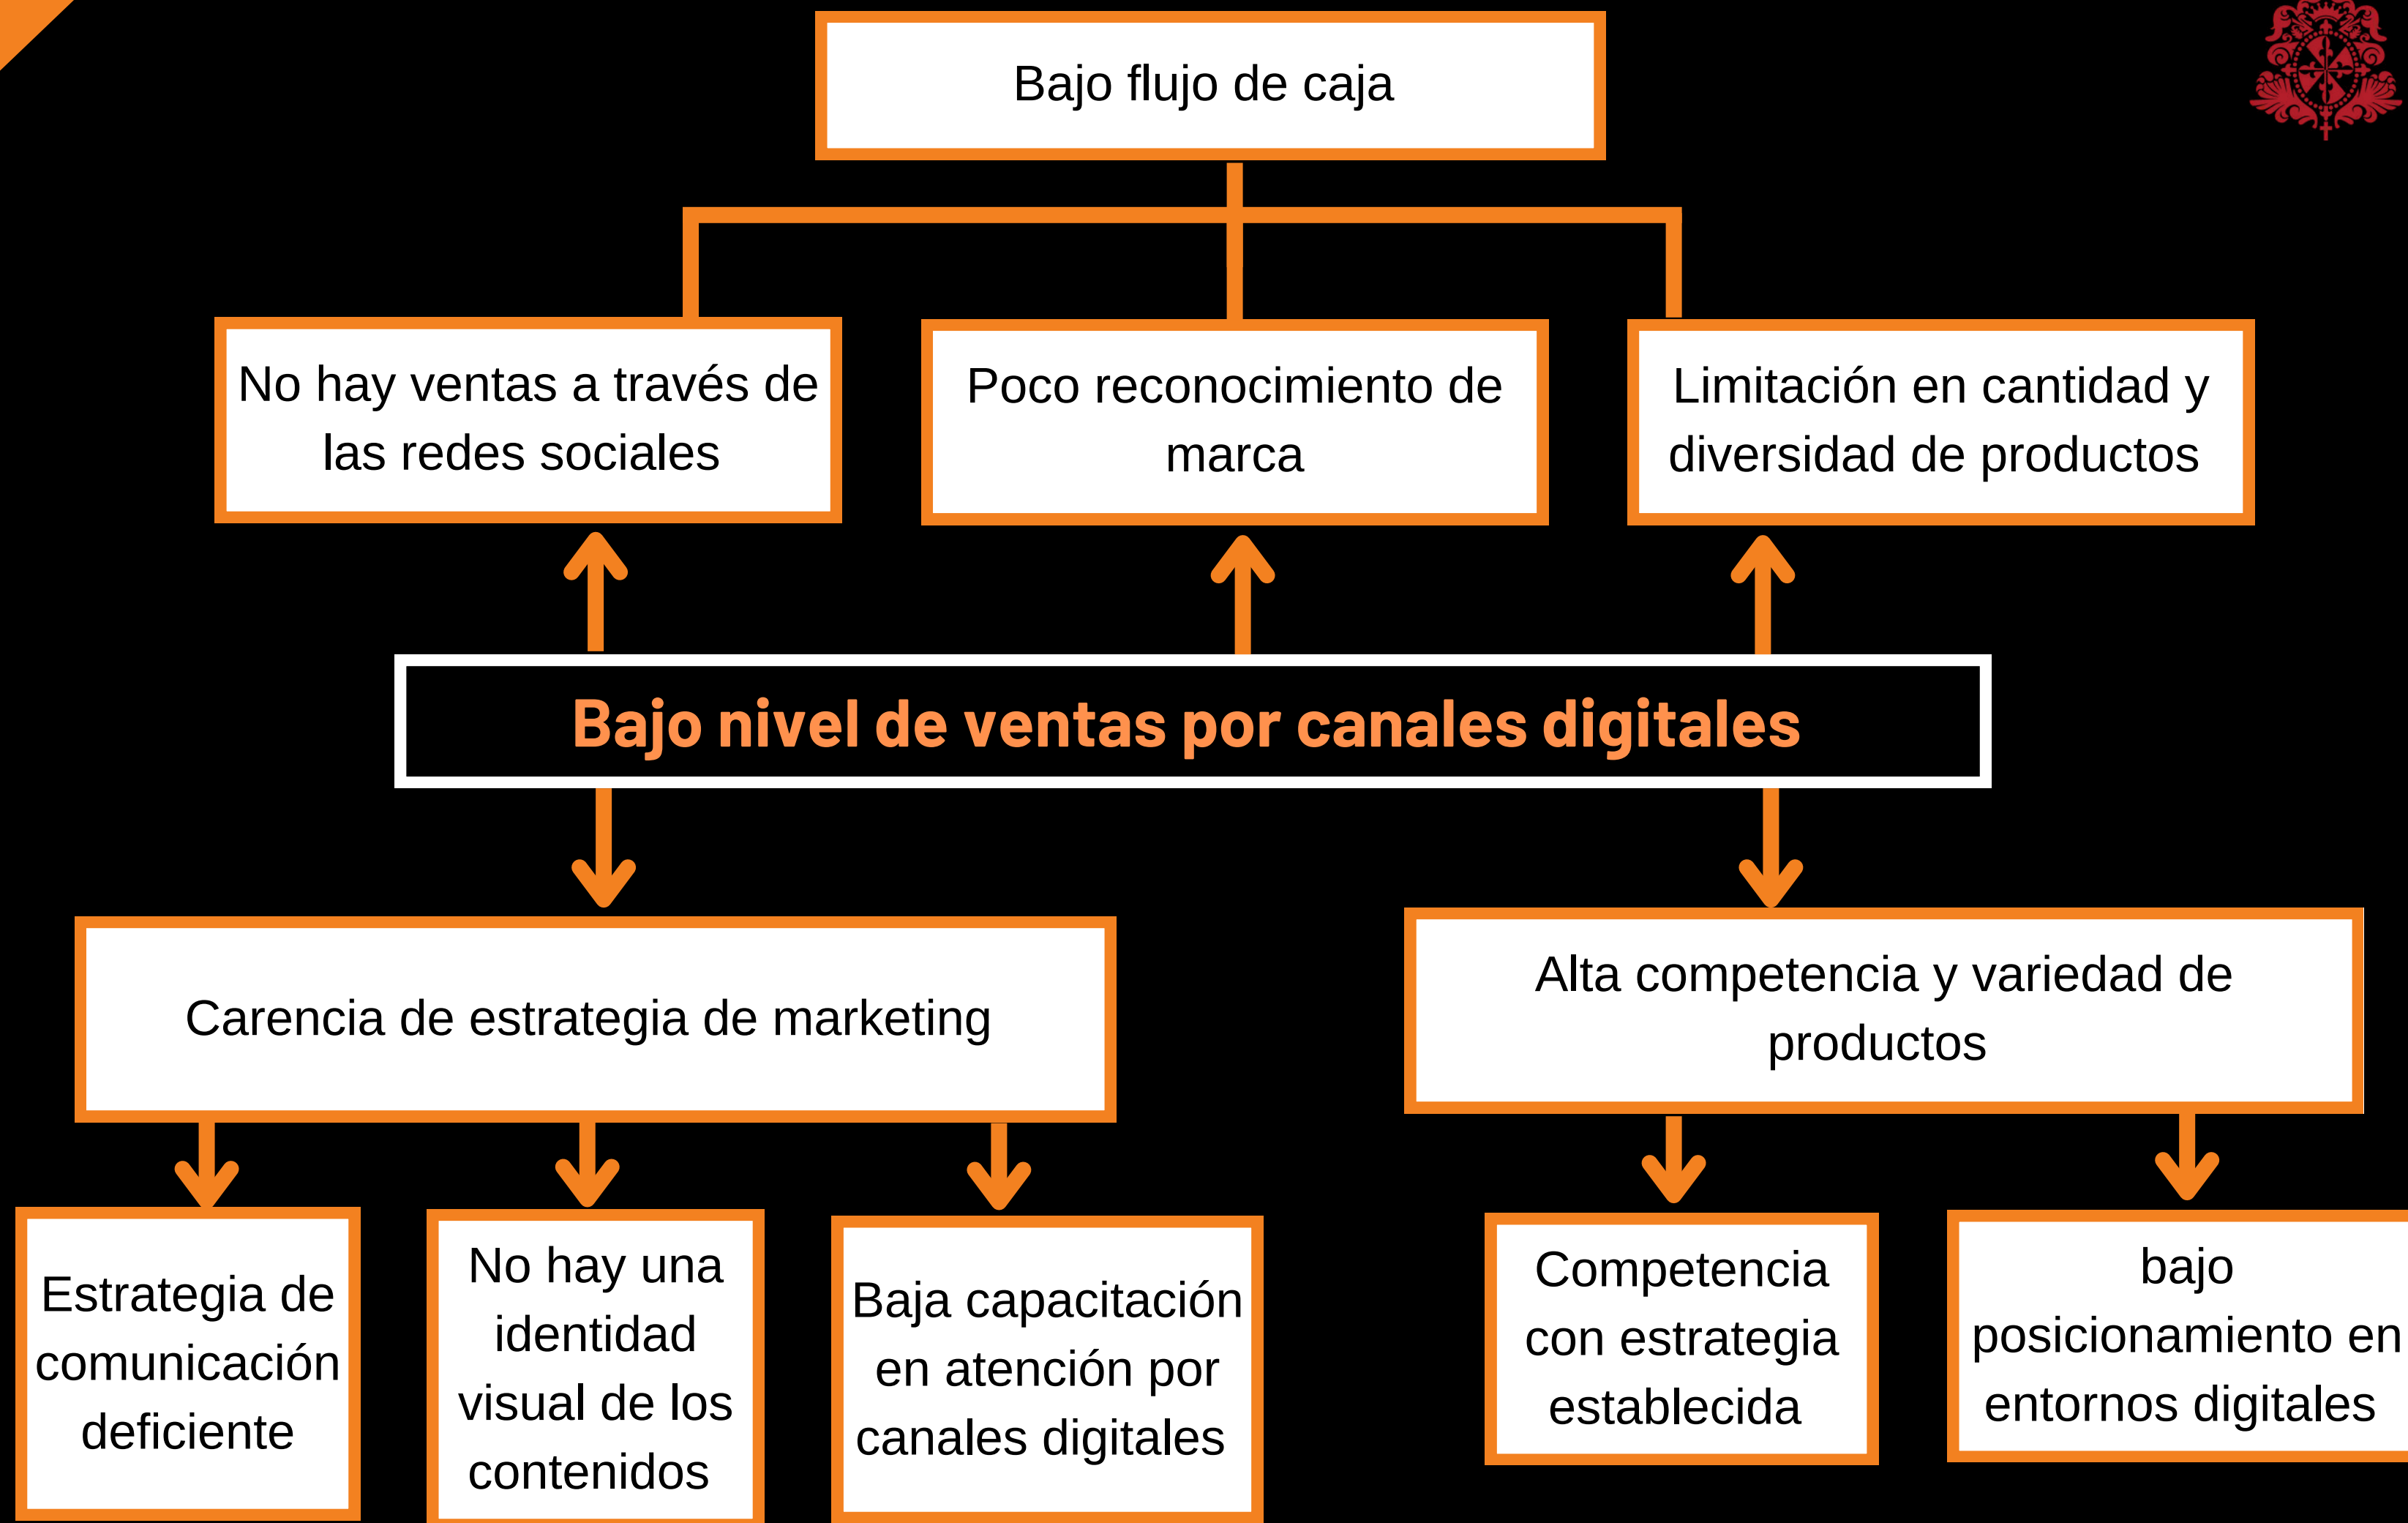 Bajo flujo de caja
No hay ventas a través de
las redes sociales
Poco reconocimiento de
marca
Limitación en cantidad y
diversidad de productos
Bajo nivel de ventas por canales digitales
Carencia de estrategia de marketing
Alta competencia y variedad de
productos
Estrategia de
comunicación
deficiente
No hay una
identidad
visual de los
contenidos
Baja capacitación
en atención por
canales digitales
Competencia
con estrategia
establecida
bajo
posicionamiento en
entornos digitales